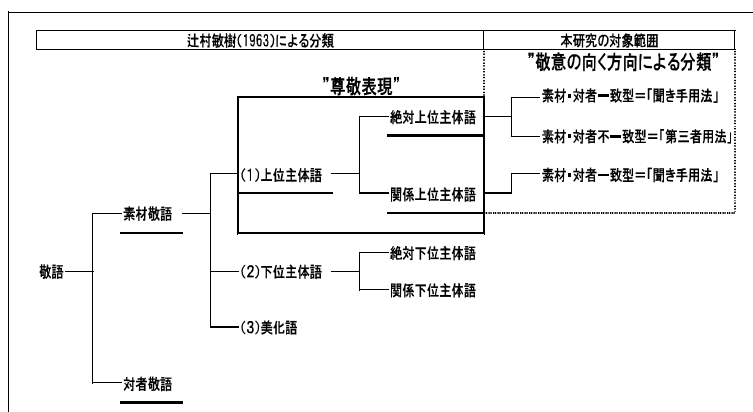 辻村敏樹(1963)による分類
本研究の対象範囲
”敬意の向く方向による分類”
”尊敬表現”
素材・対者一致型=「聞き手用法」
絶対上位主体語
素材・対者不一致型=「第三者用法」
(1)上位主体語
素材・対者一致型=「聞き手用法」
関係上位主体語
素材敬語
絶対下位主体語
敬語
(2)下位主体語
関係下位主体語
(3)美化語
対者敬語